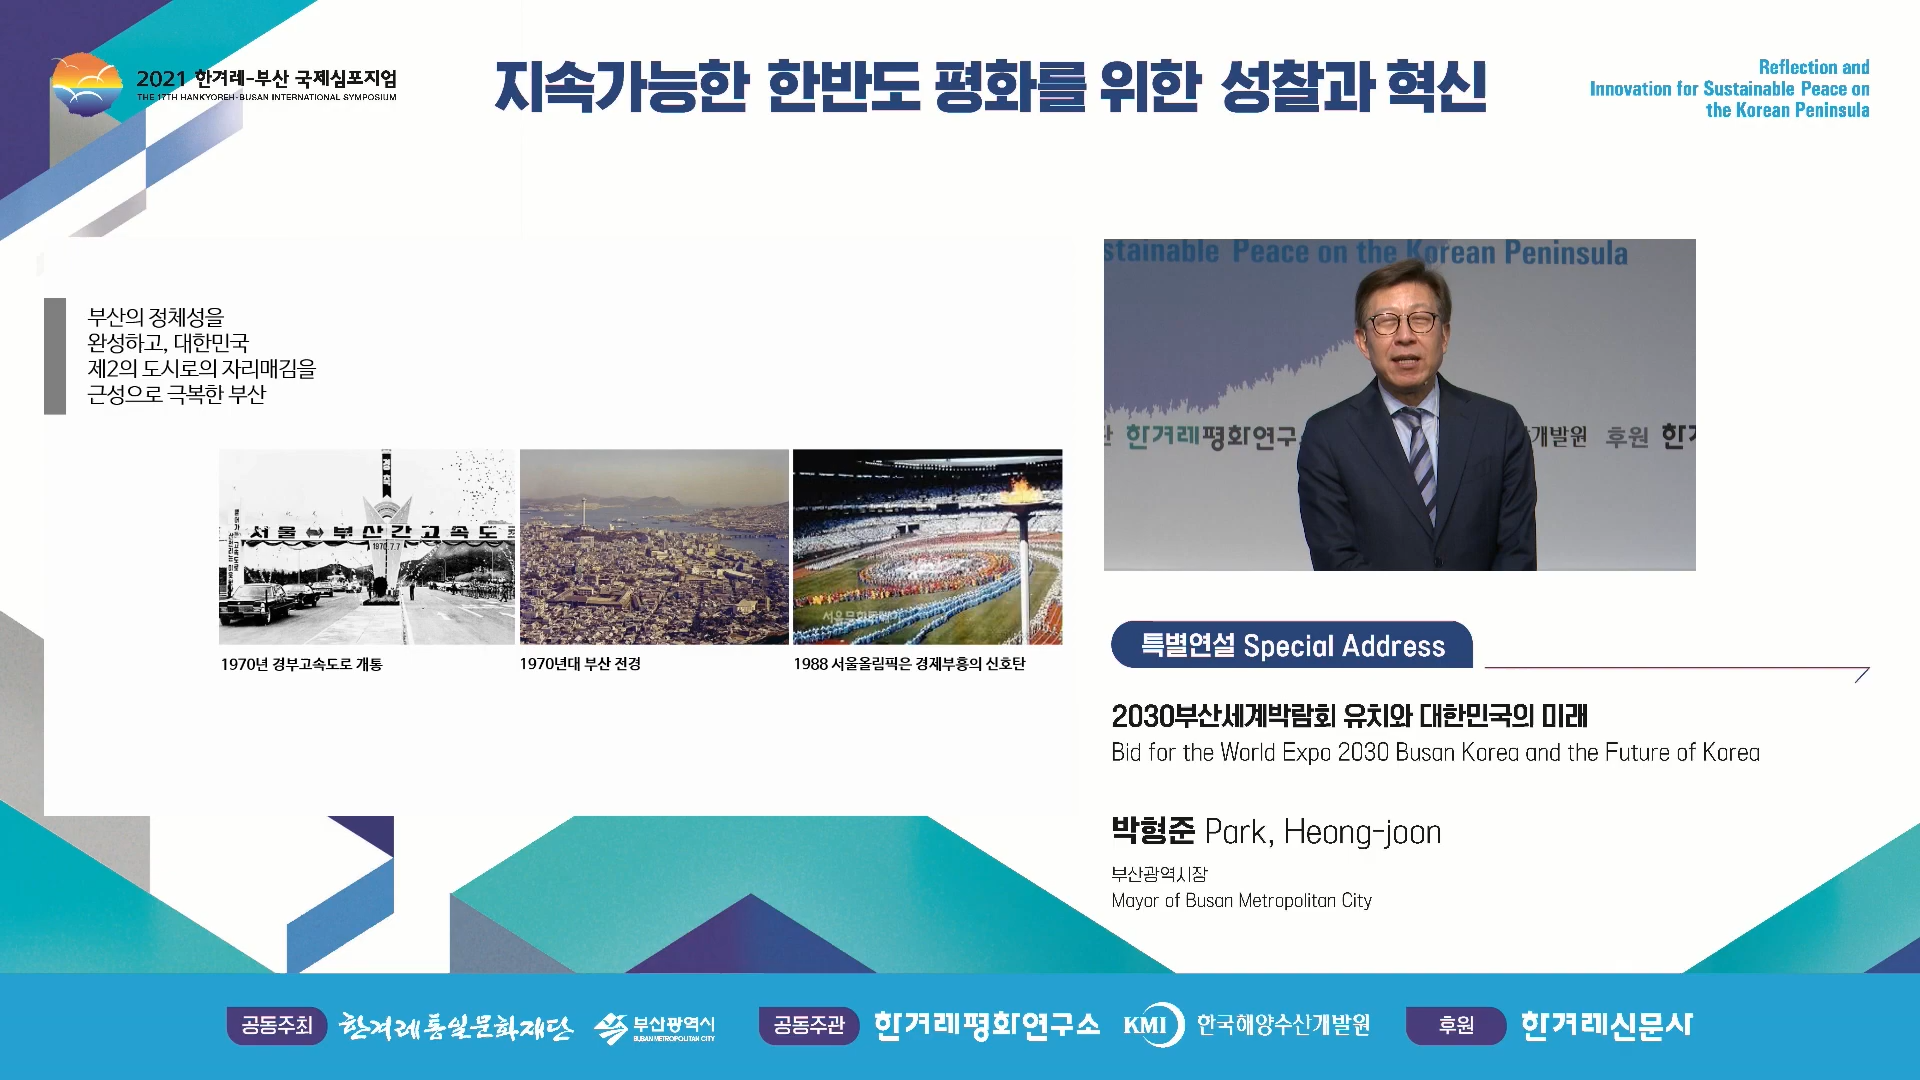 2021 한겨레-부산 국제심포지엄
THE 17TH HANKYOREH-BUSAN INTERNATIONAL SYMPOSIUM
지속가능한 한반도 평화를 위한 성찰과 혁신
Reflection and
Innovation for Sustainable Peace on
the Korean Peninsula
부산의 정체성을
완성하고, 대한민국
제2의 도시로의 자리매김을
근성으로 극복한 부산
서울⇔부산간고속도로
1970.7.7
서울문화
1970년 경부고속도로 개통
1970년대 부산 전경
1988 서울올림픽은 경제부흥의 신호탄
stainable Peace on the Korean Peninsula
관 한겨레평화연구소
개발원 후원 한겨
특별연설 Special Address
2030부산세계박람회 유치와 대한민국의 미래
Bid for the World Expo 2030 Busan Korea and the Future of Korea
박형준 Park, Heong-joon
부산광역시장
Mayor of Busan Metropolitan City
공동주최 한겨레통일문화재단 부산광역시
BUSAN METROPOLITAN CITY
공동주관 한겨레평화연구소 KMI 한국해양수산개발원
후원 한겨레신문사